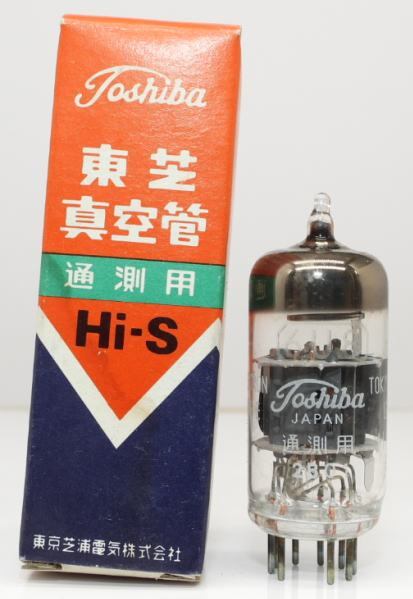 Toshiba
東芝
真空管
通測用
Hi-S
東京芝浦電気株式会社
Toshiba
JAPAN
通測用